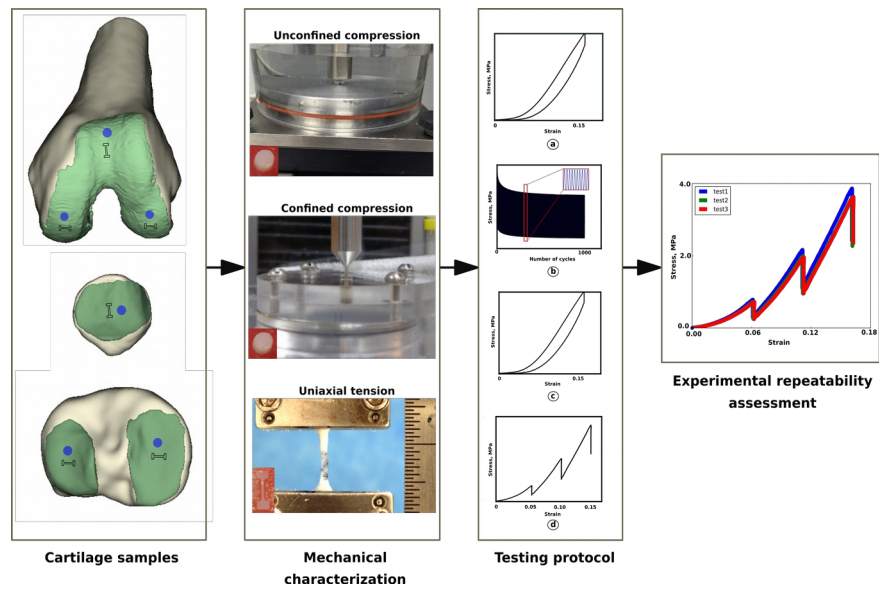 Unconfined compression
Confined compression
Uniaxial tension
Stress, MPa
0
0.15
Strain
a
Stress, MPa
0
1000
Number of cycles
b
Stress, MPa
0
0.15
Strain
c
Stress, MPa
0
0.05
0.10
0.15
Strain
d
4.0
2.0
0.0
Stress, MPa
test1
test2
test3
0.00
0.06
0.12
0.18
Strain
Experimental repeatability
assessment
Cartilage samples
Mechanical
characterization
Testing protocol